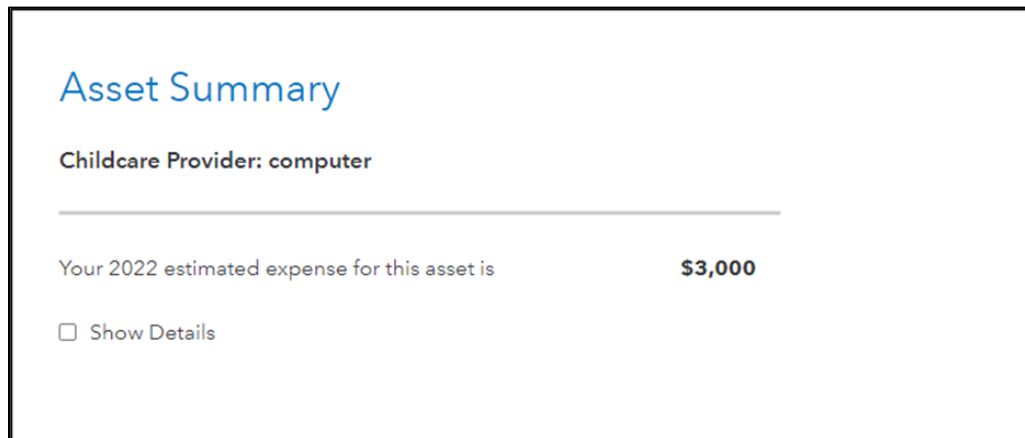 Asset Summary
Childcare Provider: computer
Your 2022 estimated expense for this asset is $3,000
Show Details